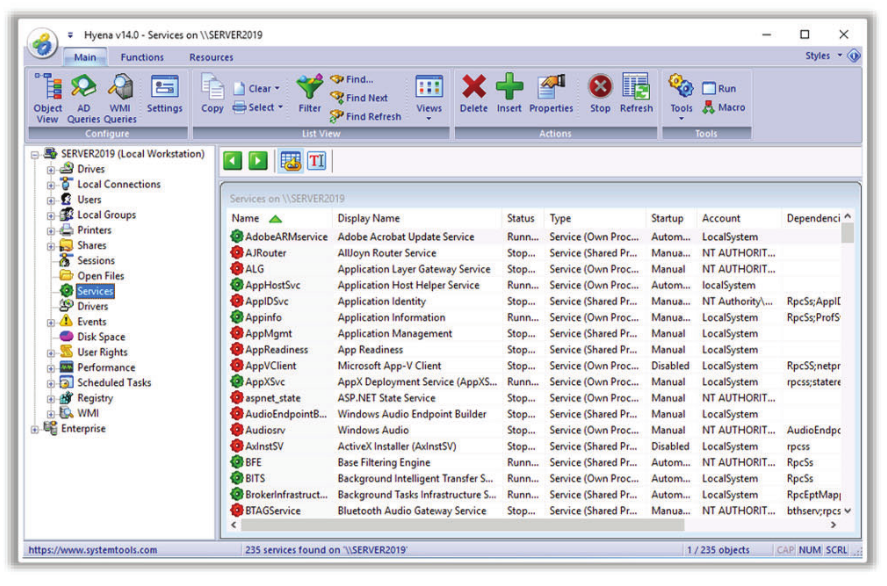 Hyena v14.0 - Services on \\SERVER2019
Main Functions Resources Styles
Object View AD Queries WMI Queries Settings Copy Clear Select Filter Find... Find Next Find Refresh Views Delete Insert Properties Stop Refresh Tools Run Macro
Configure List View Actions Tools
SERVER2019 (Local Workstation)
Drives
Local Connections
Users
Local Groups
Printers
Shares
Sessions
Open Files
Services
Drivers
Events
Disk Space
User Rights
Performance
Scheduled Tasks
Registry
WMI
Enterprise
TI
Services on \\SERVER2019
Name Display Name Status Type Startup Account Dependenci
AdobeARMservice Adobe Acrobat Update Service Runn... Service (Own Proc... Autom... LocalSystem
AJRouter AllJoyn Router Service Stop... Service (Shared Pr... Manua... NT AUTHORIT...
ALG Application Layer Gateway Service Stop... Service (Own Proc... Manual NT AUTHORIT...
AppHostSvc Application Host Helper Service Runn... Service (Own Proc... Autom... localSystem
AppIDSvc Application Identity Stop... Service (Shared Pr... Manua... NT Authority\... RpcSs;AppID
Appinfo Application Information Runn... Service (Own Proc... Manua... LocalSystem RpcSs;ProfS
AppMgmt Application Management Stop... Service (Shared Pr... Manual LocalSystem
AppReadiness App Readiness Stop... Service (Shared Pr... Manual LocalSystem
AppVClient Microsoft App-V Client Stop... Service (Own Proc... Disabled LocalSystem RpcSS;netpr
AppXSvc AppX Deployment Service (AppXS... Runn... Service (Own Proc... Manual LocalSystem rpcss;statere
aspnet_state ASP.NET State Service Stop... Service (Own Proc... Manual NT AUTHORIT...
AudioEndpointB... Windows Audio Endpoint Builder Stop... Service (Shared Pr... Manual LocalSystem
Audiosrv Windows Audio Stop... Service (Own Proc... Manual NT AUTHORIT... AudioEndpo
AxInstSV ActiveX Installer (AxInstSV) Stop... Service (Shared Pr... Disabled LocalSystem rpcss
BFE Base Filtering Engine Runn... Service (Shared Pr... Autom... NT AUTHORIT... RpcSs
BITS Background Intelligent Transfer S... Runn... Service (Own Proc... Autom... LocalSystem RpcSs
BrokerInfrastruct... Background Tasks Infrastructure S... Runn... Service (Shared Pr... Autom... LocalSystem RpcEptMapp
BTAGService Bluetooth Audio Gateway Service Stop... Service (Shared Pr... Manua... NT AUTHORIT... bthserv;rpcs
https://www.systemtools.com 235 services found on '\\SERVER2019' 1 / 235 objects CAP NUM SCRL